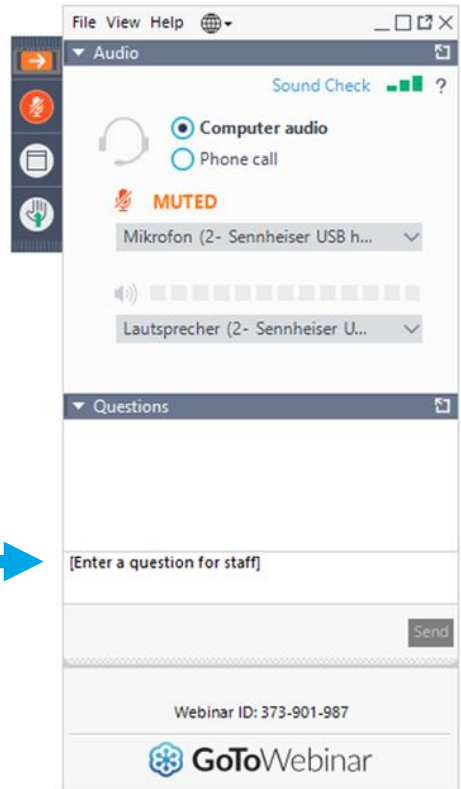 File View Help
Audio
Sound Check ?
Computer audio
Phone call
MUTED
Mikrofon (2- Sennheiser USB h...
Lautsprecher (2- Sennheiser U...
Questions
[Enter a question for staff]
Send
Webinar ID: 373-901-987
GoToWebinar